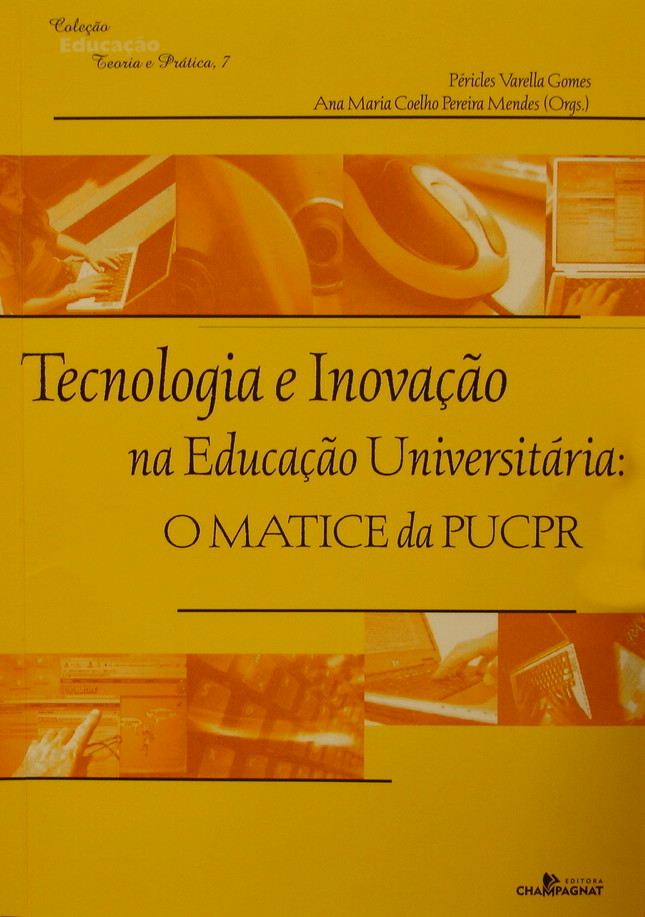 Coleção
Educação
Teoria e Prática, 7
Péricles Varella Gomes
Ana Maria Coelho Pereira Mendes (Orgs.)
Tecnologia e Inovação
na Educação Universitária:
O MATICE da PUCPR
EDITORA
CHAMPAGNAT